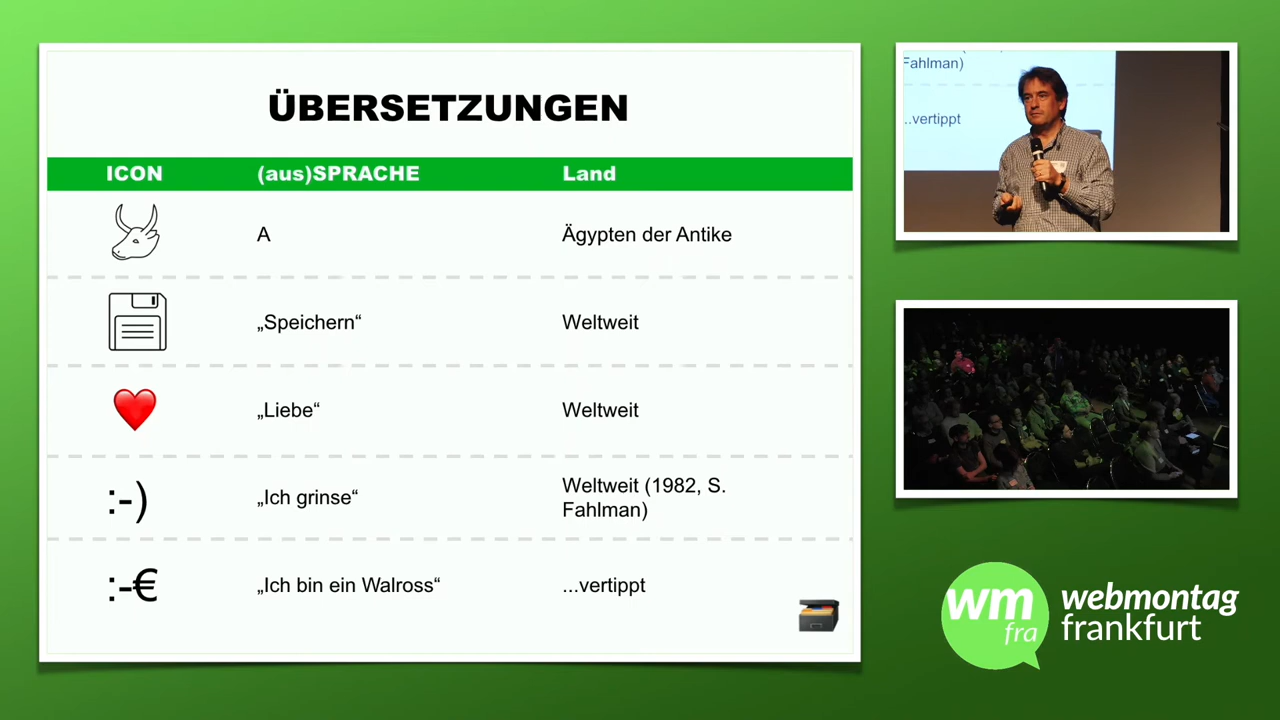 ÜBERSETZUNGEN
ICON (aus)SPRACHE Land
A Ägypten der Antike
„Speichern“ Weltweit
„Liebe“ Weltweit
:-) „Ich grinse“ Weltweit (1982, S.
Fahlman)
:-€ „Ich bin ein Walross“ ...vertippt
Fahlman)
...vertippt
wm
fra
webmontag
frankfurt